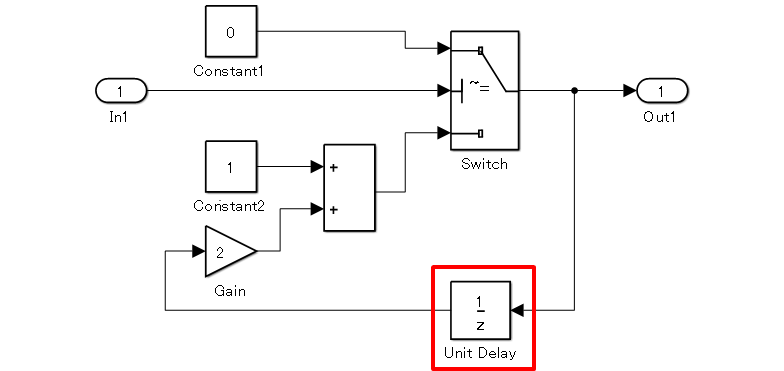 0
Constant1
1
In1
~=
Switch
1
Out1
1
Constant2
+
+
2
Gain
1
z
Unit Delay